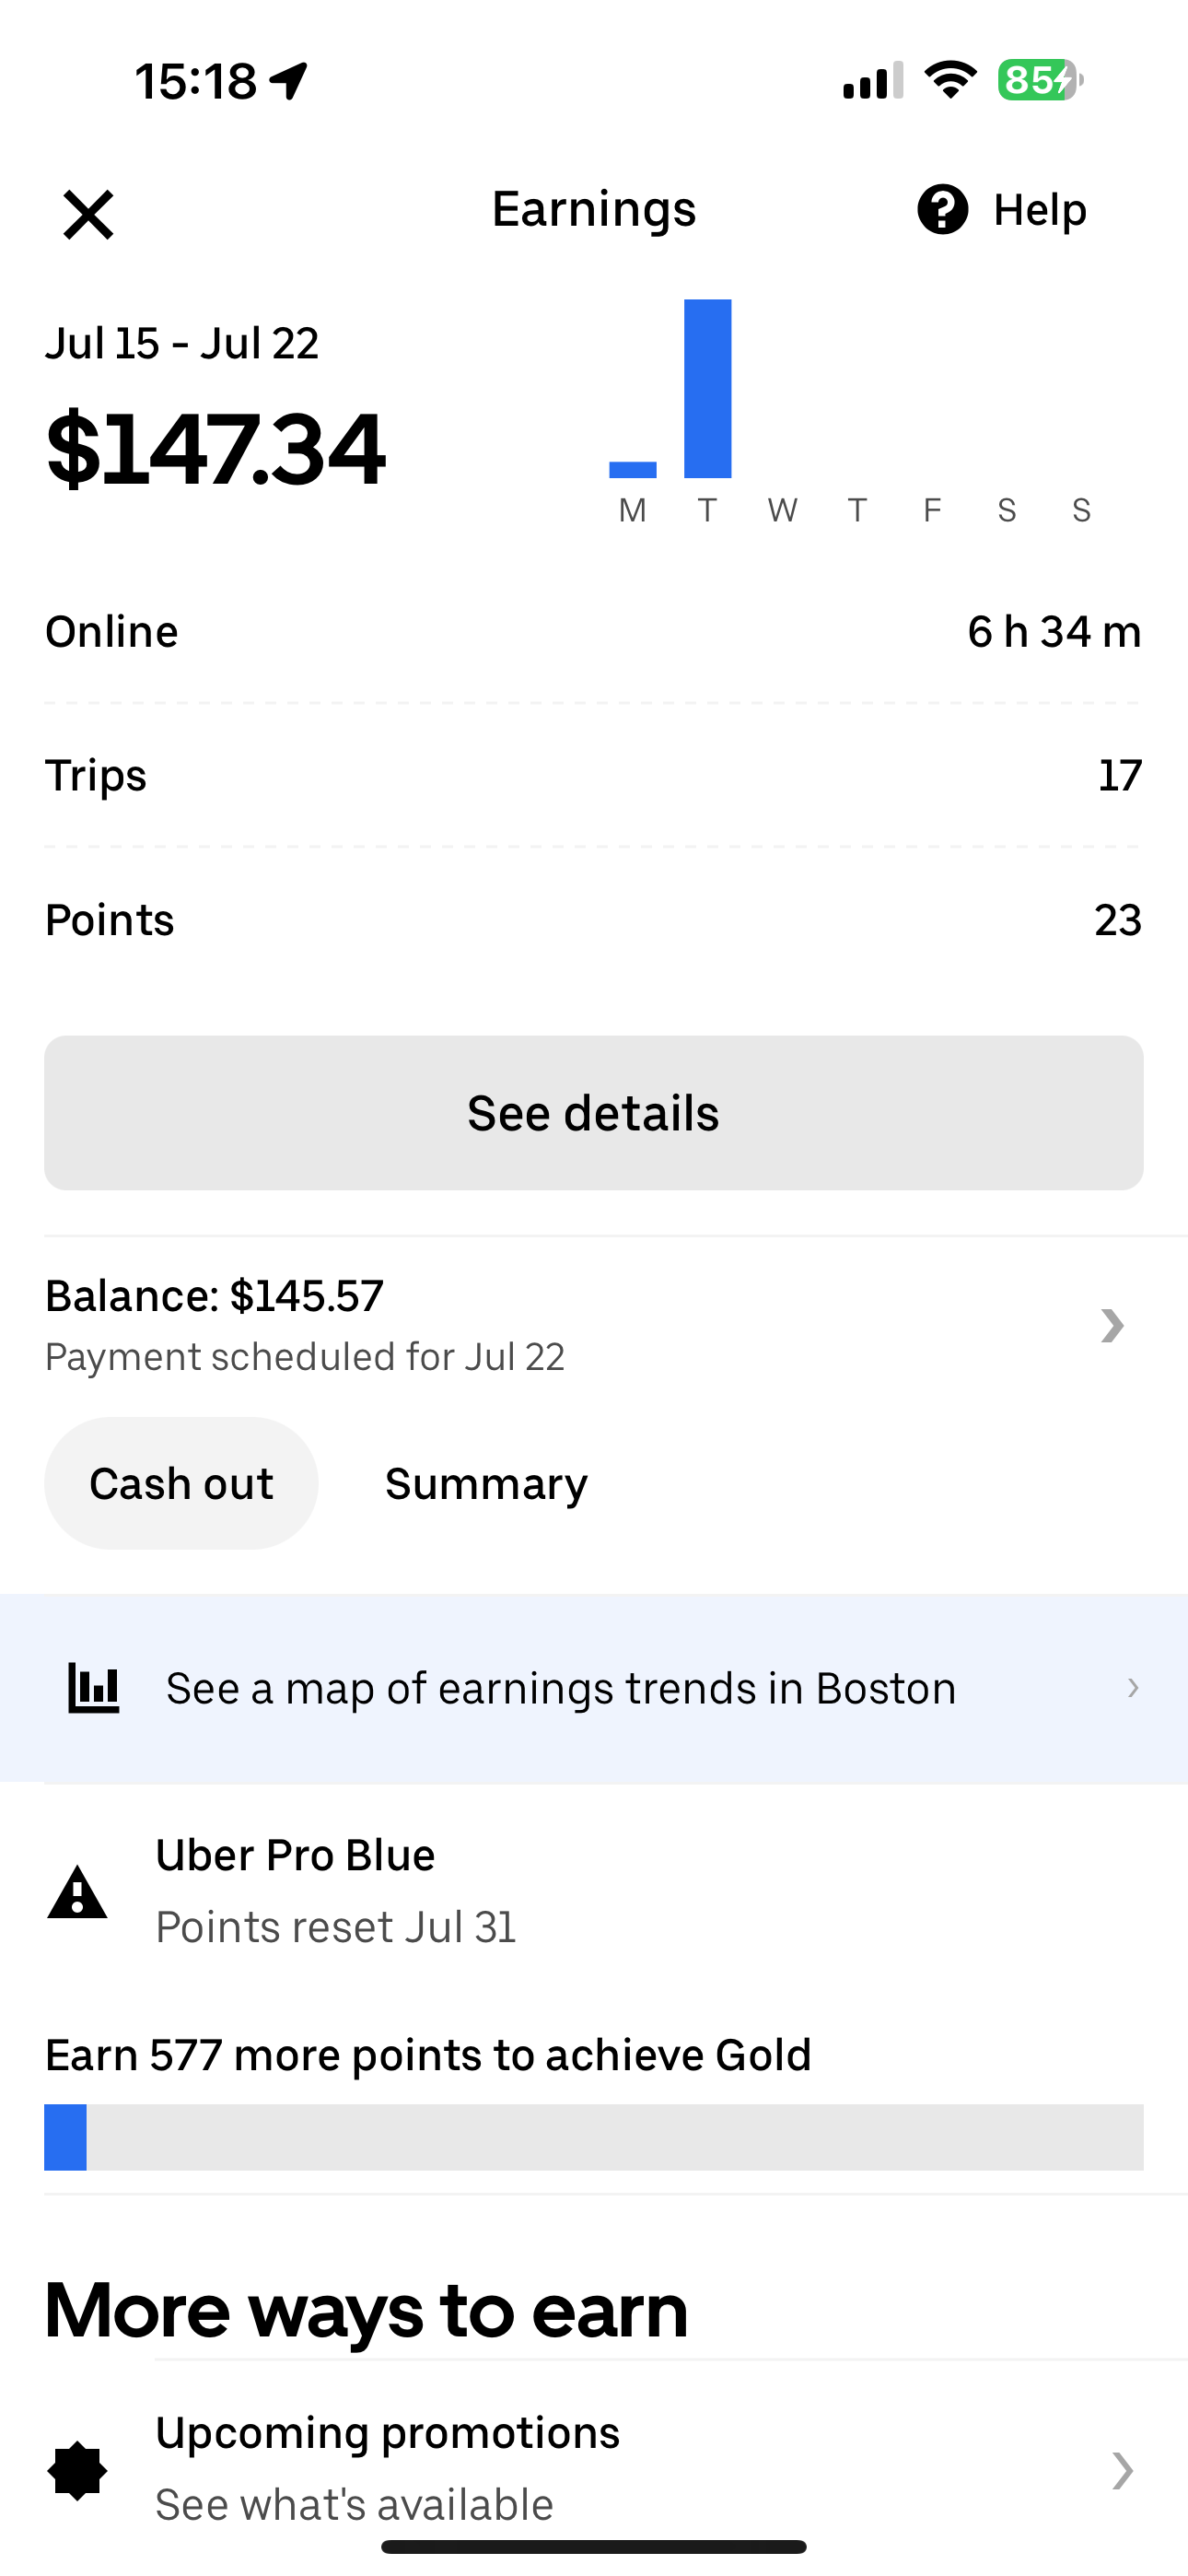 15:18
85
Earnings
Help
Jul 15 - Jul 22
$147.34
M T W T F S S
Online 6 h 34 m
Trips 17
Points 23
See details
Balance: $145.57
Payment scheduled for Jul 22
Cash out Summary
See a map of earnings trends in Boston
Uber Pro Blue
Points reset Jul 31
Earn 577 more points to achieve Gold
More ways to earn
Upcoming promotions
See what's available